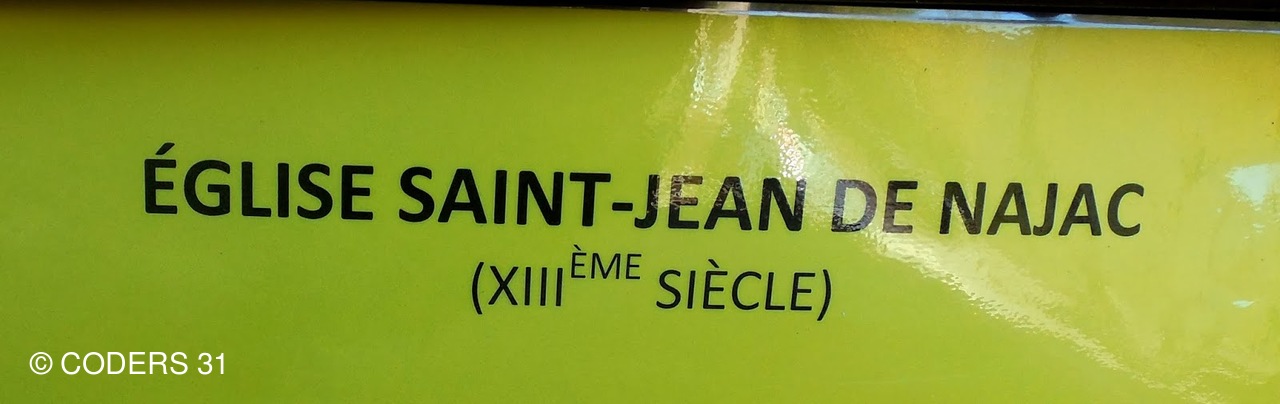 ÉGLISE SAINT-JEAN DE NAJAC
(XIIIÈME SIÈCLE)
© CODERS 31